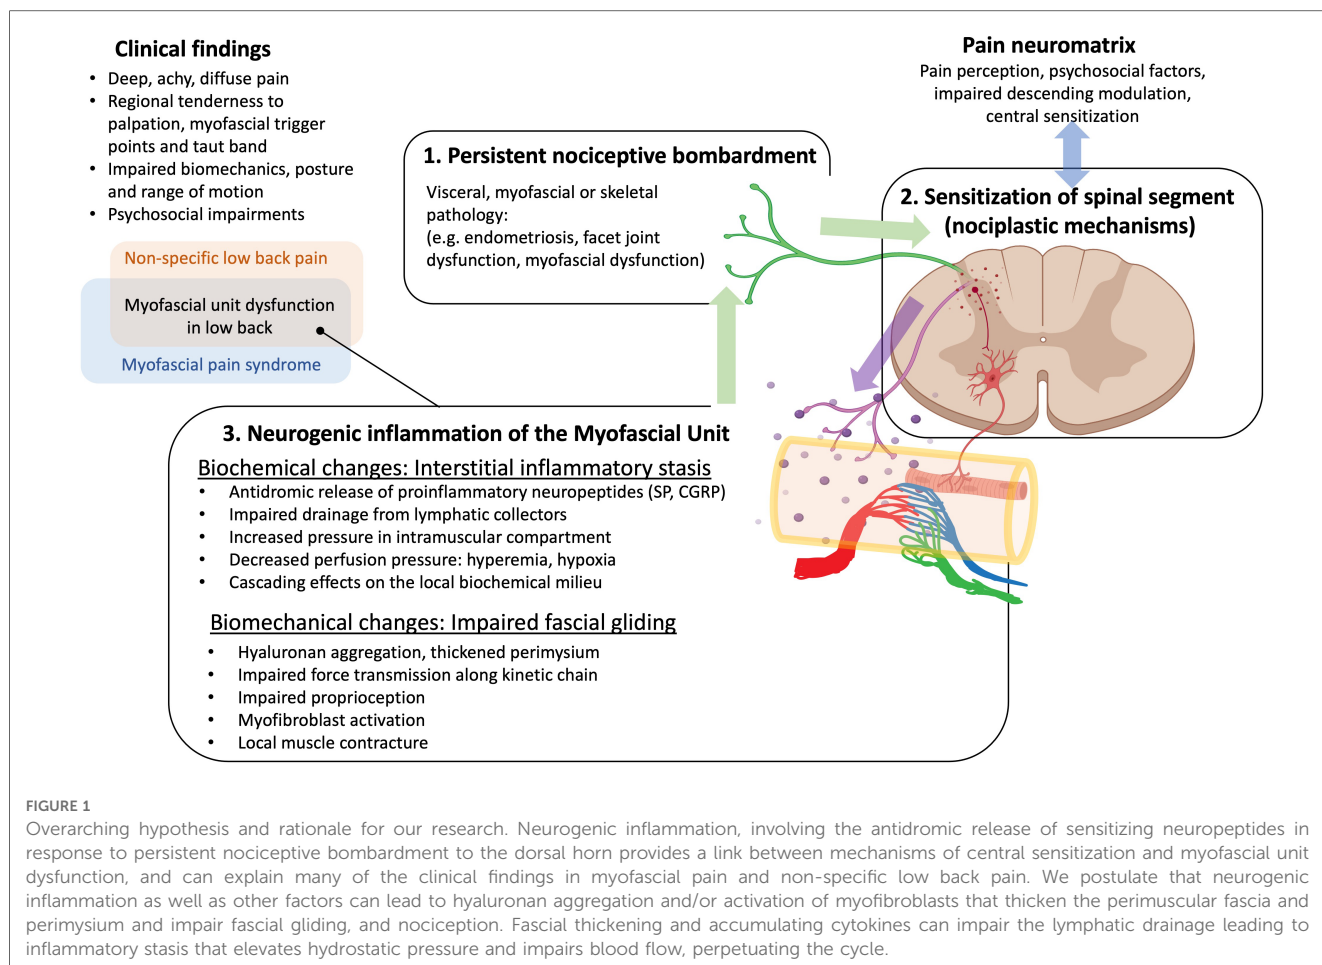 Clinical findings
• Deep, achy, diffuse pain
• Regional tenderness to
palpation, myofascial trigger
points and taut band
• Impaired biomechanics, posture
and range of motion
• Psychosocial impairments
Non-specific low back pain
Myofascial unit dysfunction
in low back
Myofascial pain syndrome
1. Persistent nociceptive bombardment
Visceral, myofascial or skeletal
pathology:
(e.g. endometriosis, facet joint
dysfunction, myofascial dysfunction)
Pain neuromatrix
Pain perception, psychosocial factors,
impaired descending modulation,
central sensitization
2. Sensitization of spinal segment
(nociplastic mechanisms)
3. Neurogenic inflammation of the Myofascial Unit
Biochemical changes: Interstitial inflammatory stasis
• Antidromic release of proinflammatory neuropeptides (SP, CGRP)
• Impaired drainage from lymphatic collectors
• Increased pressure in intramuscular compartment
• Decreased perfusion pressure: hyperemia, hypoxia
• Cascading effects on the local biochemical milieu
Biomechanical changes: Impaired fascial gliding
• Hyaluronan aggregation, thickened perimysium
• Impaired force transmission along kinetic chain
• Impaired proprioception
• Myofibroblast activation
• Local muscle contracture
FIGURE 1
Overarching hypothesis and rationale for our research. Neurogenic inflammation, involving the antidromic release of sensitizing neuropeptides in
response to persistent nociceptive bombardment to the dorsal horn provides a link between mechanisms of central sensitization and myofascial unit
dysfunction, and can explain many of the clinical findings in myofascial pain and non-specific low back pain. We postulate that neurogenic
inflammation as well as other factors can lead to hyaluronan aggregation and/or activation of myofibroblasts that thicken the perimuscular fascia and
perimysium and impair fascial gliding, and nociception. Fascial thickening and accumulating cytokines can impair the lymphatic drainage leading to
inflammatory stasis that elevates hydrostatic pressure and impairs blood flow, perpetuating the cycle.